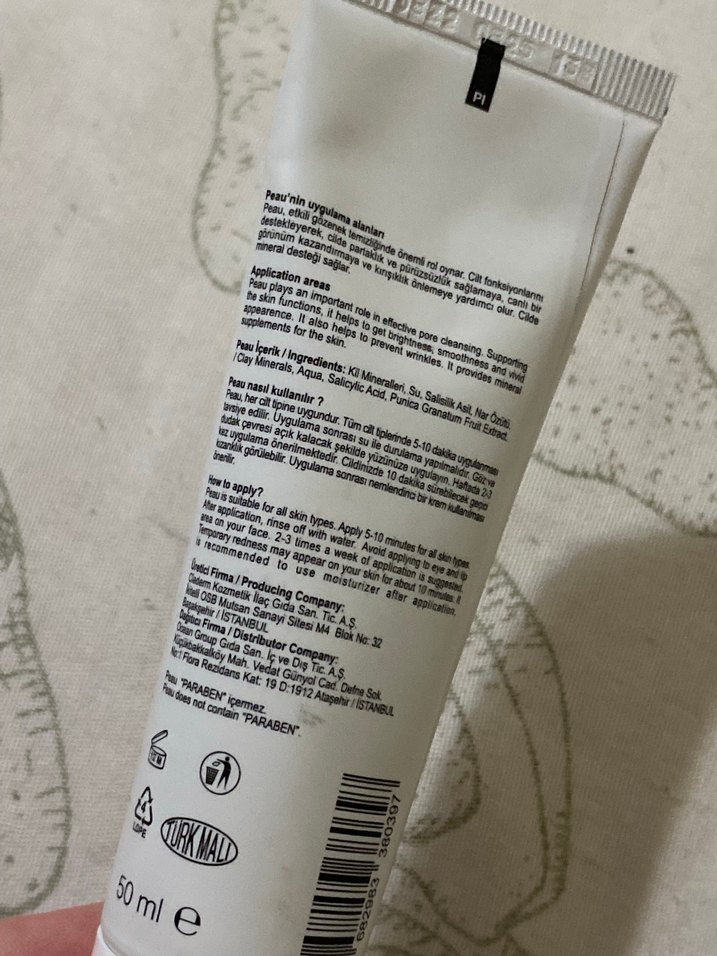 0822 0825
PI
Peau'nin uygulama alanları
Peau, etkili gözenek temizliğinde önemli rol oynar. Cilt fonksiyonlarını
destekleyerek, cilde parlaklık ve pürüzsüzlük sağlamaya, canlı bir
görünüm kazandırmaya ve kırışıklık önlemeye yardımcı olur. Cilde
mineral desteği sağlar.
Application areas
Peau plays an important role in effective pore cleansing. Supporting
the skin functions, it helps to get brightness, smoothness and vivid
appearence. It also helps to prevent wrinkles. It provides mineral
supplements for the skin.
Peau İçerik / Ingredients: Kil Mineralleri, Su, Salisilik Asit, Nar Özütü,
/ Clay Minerals, Aqua, Salicylic Acid, Punica Granatum Fruit Extract.
Peau nasıl kullanılır ?
Peau, her cilt tipine uygundur. Tüm cilt tiplerinde 5-10 dakika uygulanması
tavsiye edilir. Uygulama sonrası su ile durulama yapılmalıdır. Göz ve
dudak çevresi açık kalacak şekilde yüzünüze uygulayın. Haftada 2-3
kez uygulama önerilmektedir. Cildinizde 10 dakika sürebilecek geçici
kızarıklık görülebilir. Uygulama sonrası nemlendirici bir krem kullanılması
önerilir.
How to apply?
Peau is suitable for all skin types. Apply 5-10 minutes for all skin types.
After application, rinse off with water. Avoid applying to eye and lip
area on your face. 2-3 times a week of application is suggested.
Temporary redness may appear on your skin for about 10 minutes. It
is recommended to use moisturizer after application.
Üretici Firma / Producing Company:
Kozmetik İlaç Gıda San. Tic. A.Ş.
İkitelli OSB Mutsan Sanayi Sitesi M4 Blok No: 32
Başakşehir / İSTANBUL
Dağıtıcı Firma / Distributor Company:
Group Gıda San. İç ve Dış Tic. A.Ş.
Küçükbakkalköy Mah. Vedat Günyol Cad. Defne Sok.
No:1 Flora Rezidans Kat: 19 D:1912 Ataşehir / İSTANBUL
Peau "PARABEN" içermez.
Peau does not contain "PARABEN".
4
LDPE
TÜRK MALI
50 ml e
682983 380397